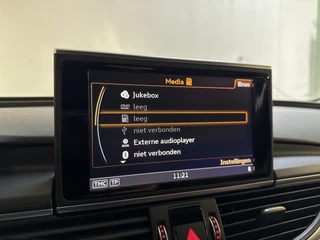 Media
Bron
Jukebox
leeg
leeg
niet verbonden
Externe audioplayer
niet verbonden
Instellingen
11:21
TMC TP